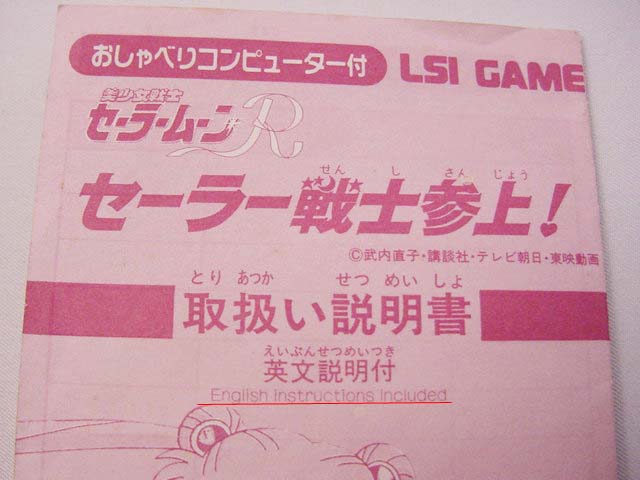 おしゃべりコンピューター付 LSI GAME
美少女戦士
セーラームーンR
せん し さん じょう
セーラー戦士参上!
©武内直子・講談社・テレビ朝日・東映動画
とり あつか せつ めい しょ
取扱い説明書
えいぶんせつめいつき
英文説明付
English instructions included